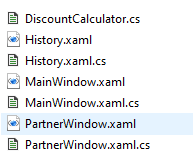 DiscountCalculator.cs
History.xaml
History.xaml.cs
MainWindow.xaml
MainWindow.xaml.cs
PartnerWindow.xaml
PartnerWindow.xaml.cs